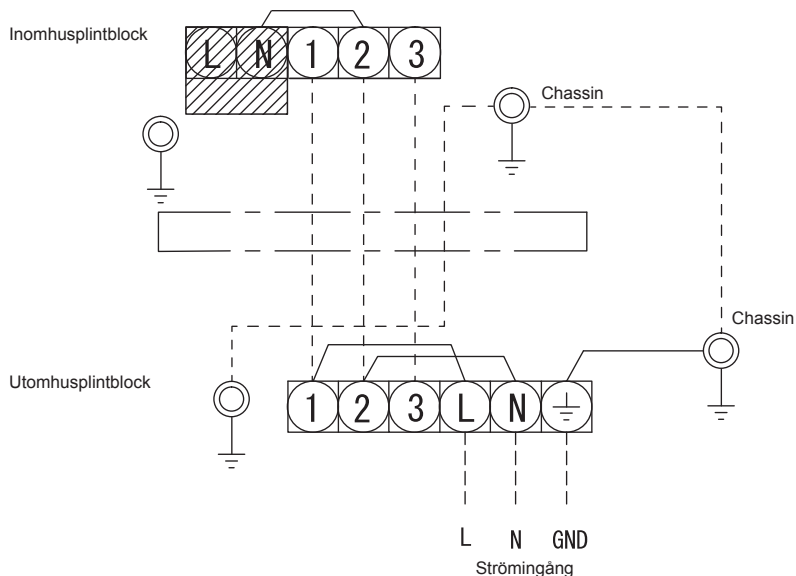 Inomhusplintblock
L N 1 2 3
Chassin
Chassin
Utomhusplintblock
1 2 3 L N
L N GND
Strömingång